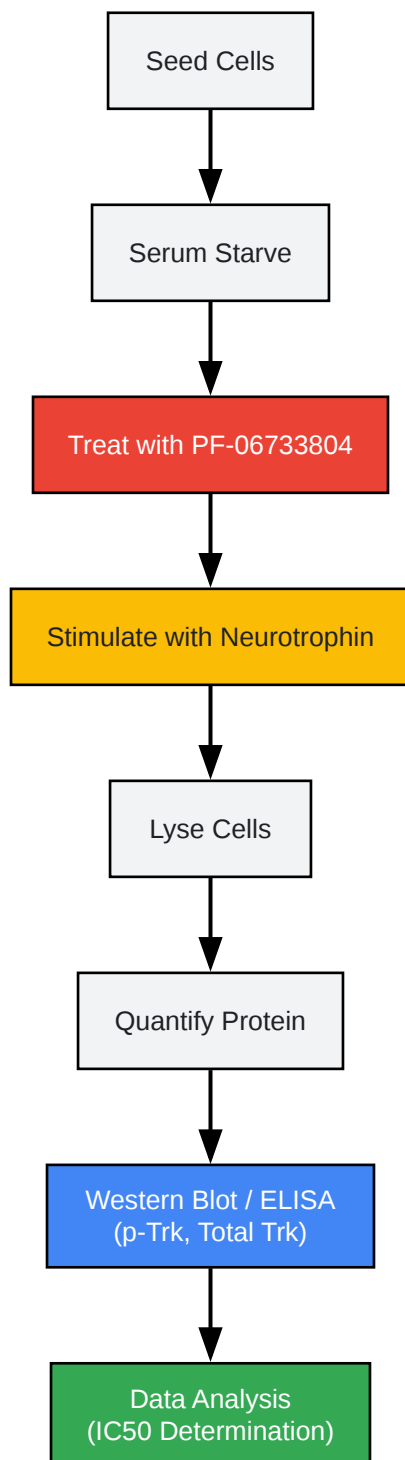 Seed Cells
Serum Starve
Treat with PF-06733804
Stimulate with Neurotrophin
Lyse Cells
Quantify Protein
Western Blot / ELISA
(p-Trk, Total Trk)
Data Analysis
(IC50 Determination)